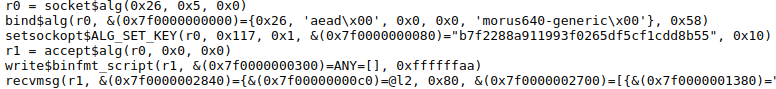 r0 = socket$alg(0x26, 0x5, 0x0)
bind$alg(r0, &(0x7f0000000000)={0x26, 'aead\x00', 0x0, 0x0, 'morus640-generic\x00'}, 0x58)
setsockopt$ALG_SET_KEY(r0, 0x117, 0x1, &(0x7f0000000080)="b7f2288a911993f0265df5cf1cdd8b55", 0x10)
r1 = accept$alg(r0, 0x0, 0x0)
write$binfmt_script(r1, &(0x7f0000000300)=ANY=[], 0xffffffaa)
recvmsg(r1, &(0x7f0000002840)={&(0x7f00000000c0)=@l2, 0x80, &(0x7f0000002700)=[{&(0x7f0000001380)='